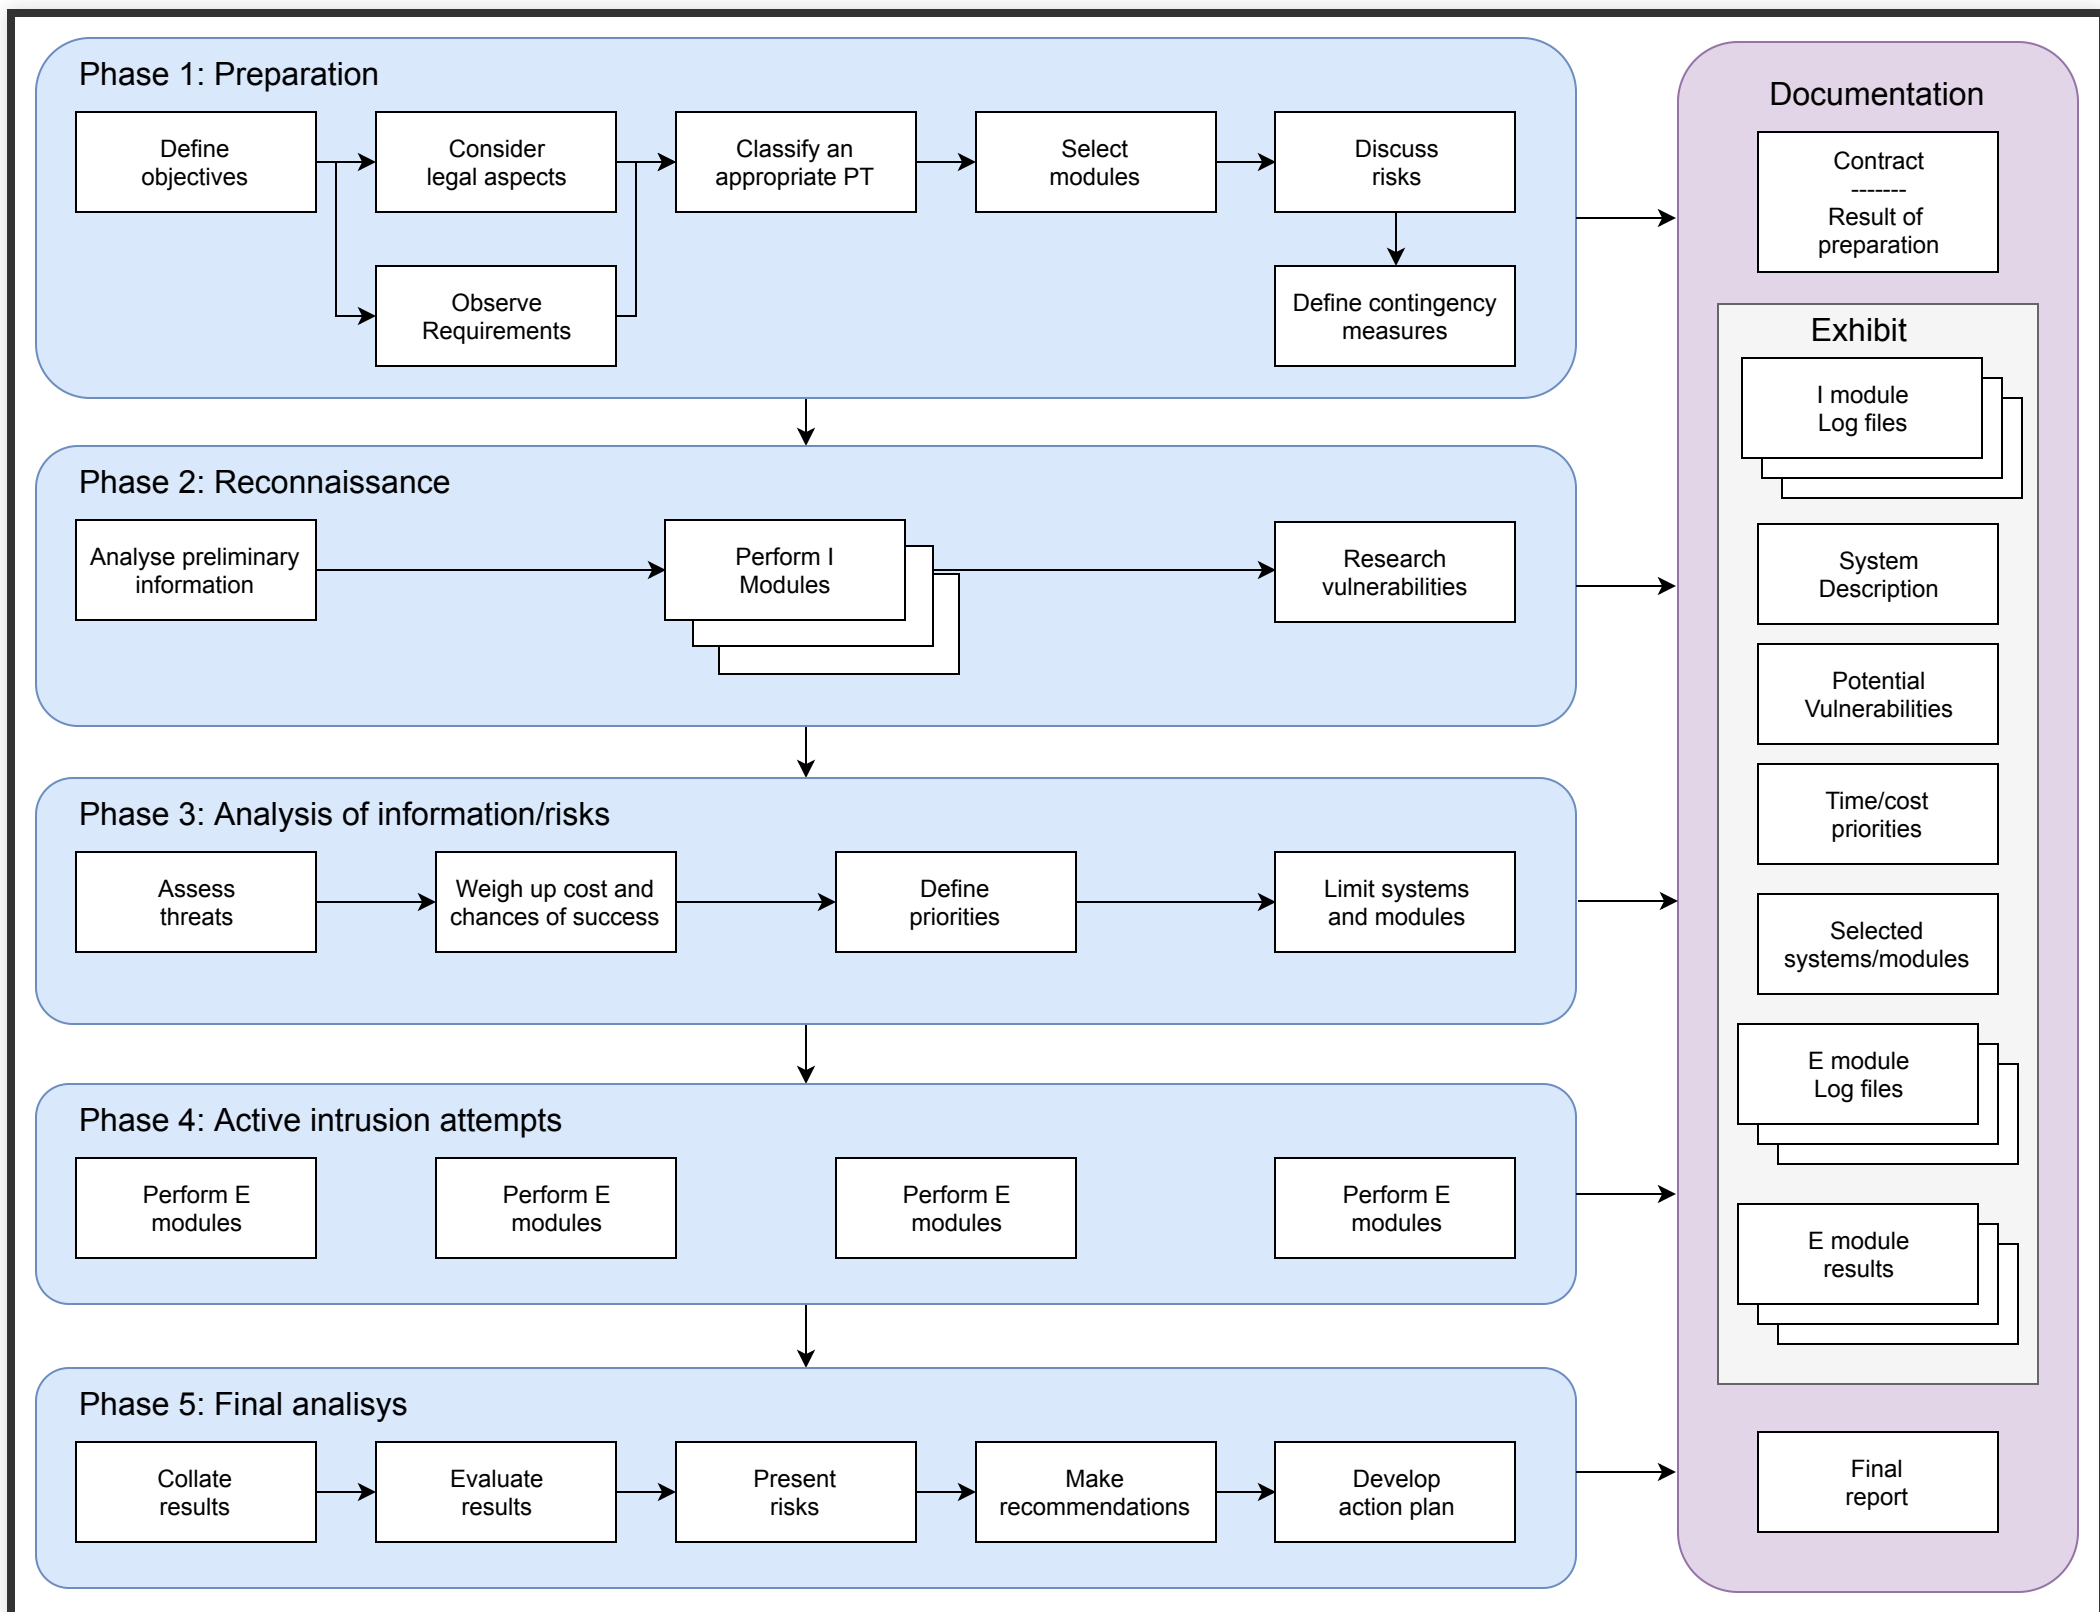 Phase 1: Preparation
Define
objectives
Consider
legal aspects
Classify an
appropriate PT
Select
modules
Discuss
risks
Observe
Requirements
Define contingency
measures
Phase 2: Reconnaissance
Analyse preliminary
information
Perform I
Modules
Research
vulnerabilities
Phase 3: Analysis of information/risks
Assess
threats
Weigh up cost and
chances of success
Define
priorities
Limit systems
and modules
Phase 4: Active intrusion attempts
Perform E
modules
Perform E
modules
Perform E
modules
Perform E
modules
Phase 5: Final analisys
Collate
results
Evaluate
results
Present
risks
Make
recommendations
Develop
action plan
Documentation
Contract
-------
Result of
preparation
Exhibit
I module
Log files
System
Description
Potential
Vulnerabilities
Time/cost
priorities
Selected
systems/modules
E module
Log files
E module
results
Final
report